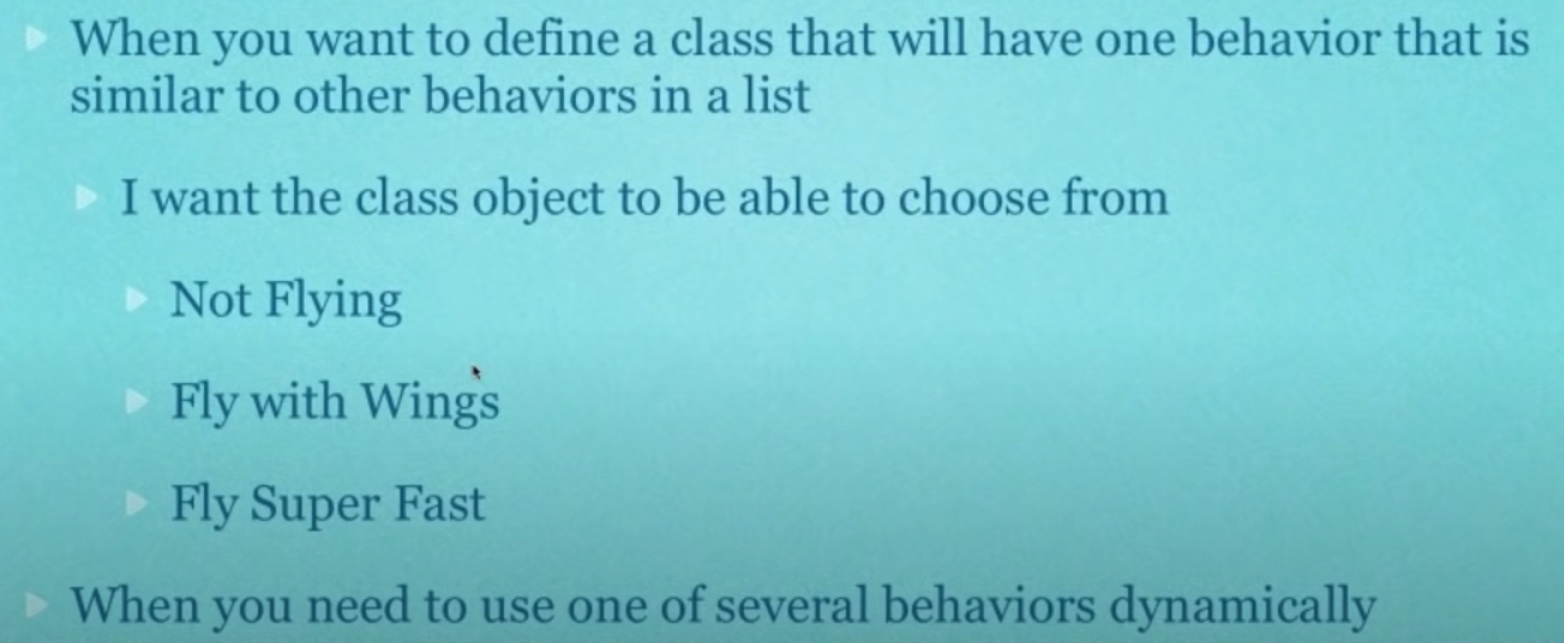 When you want to define a class that will have one behavior that is
similar to other behaviors in a list
I want the class object to be able to choose from
Not Flying
Fly with Wings
Fly Super Fast
When you need to use one of several behaviors dynamically